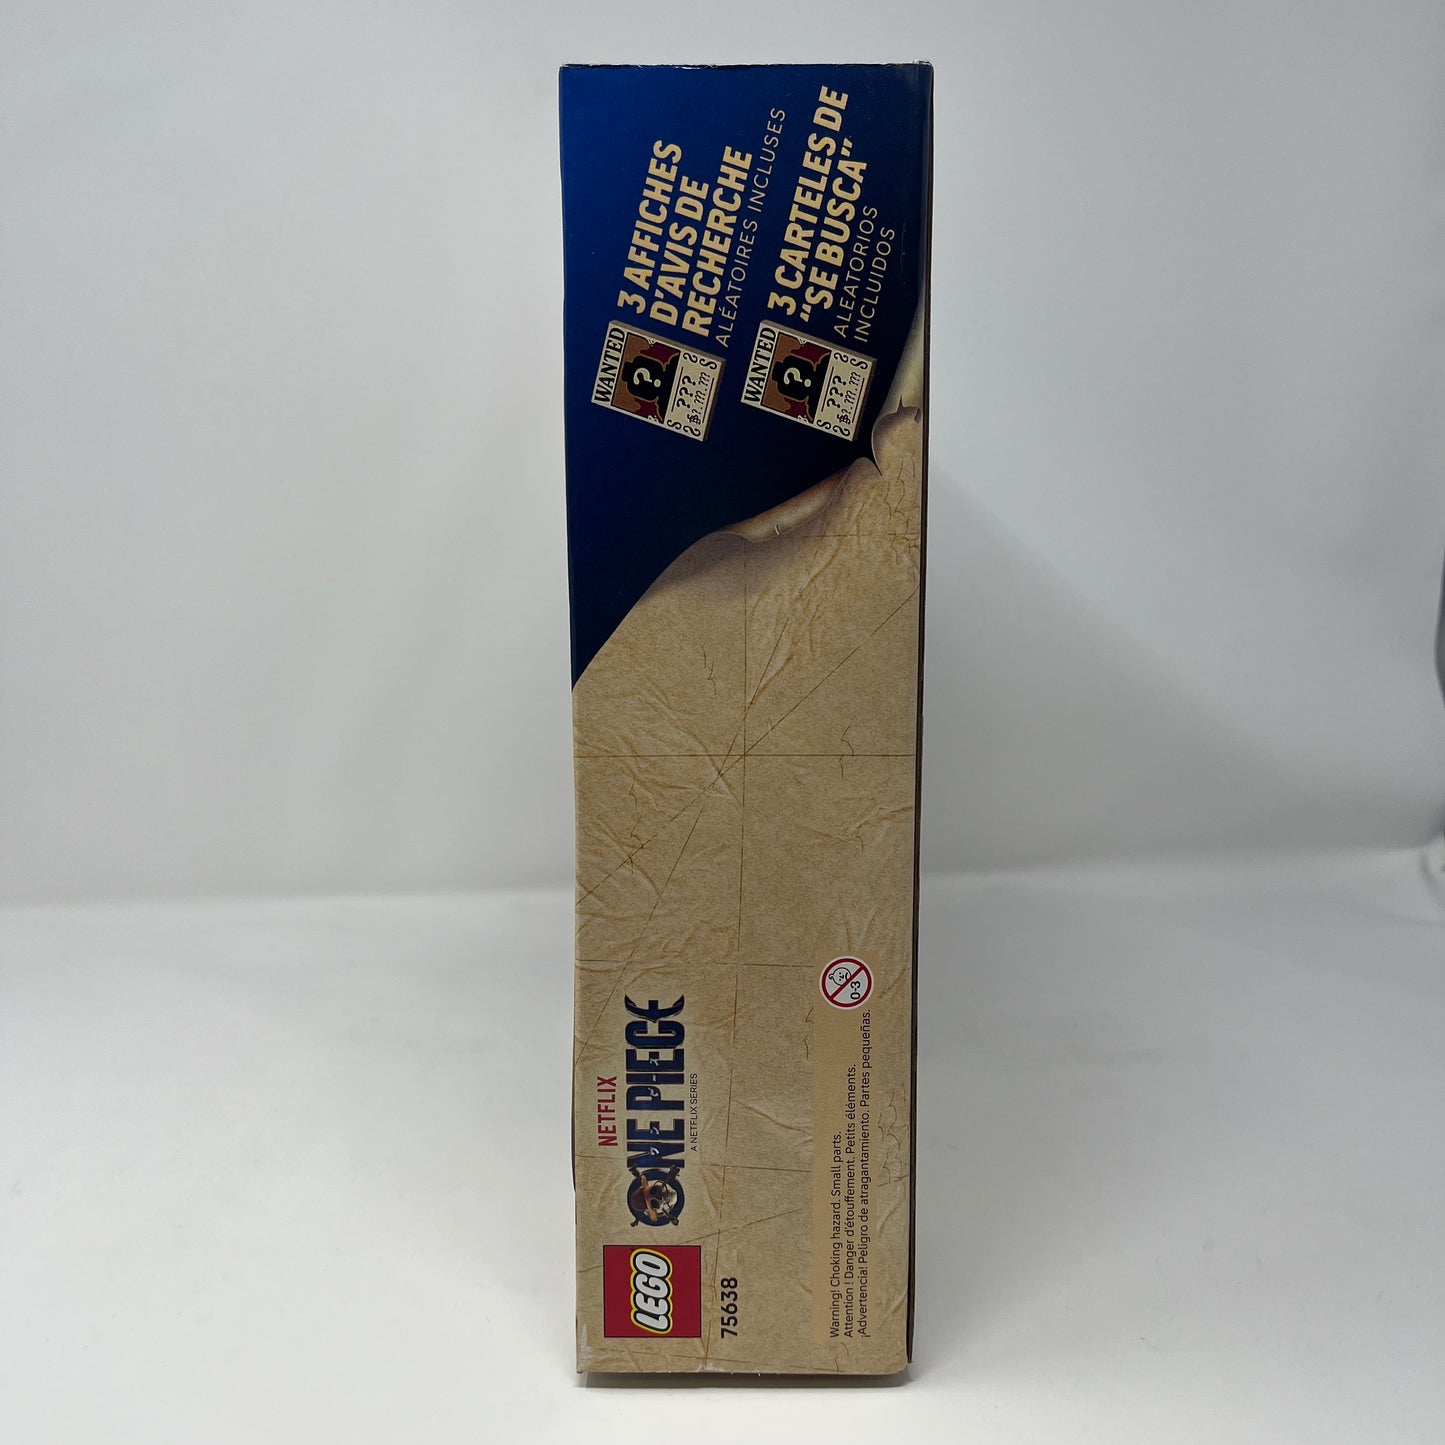 LEGO
75638
NETFLIX
ONE PIECE
A NETFLIX SERIES
Warning! Choking hazard. Small parts.
Attention ! Danger d'étouffement. Petits éléments.
¡Advertencia! Peligro de atragantamiento. Partes pequeñas.
0-3
WANTED
?
???
?.???.???
3 AFFICHES
D'AVIS DE
RECHERCHE
ALÉATOIRES INCLUSES
WANTED
?
???
?.???.???
3 CARTELES DE
"SE BUSCA"
ALEATORIOS
INCLUIDOS